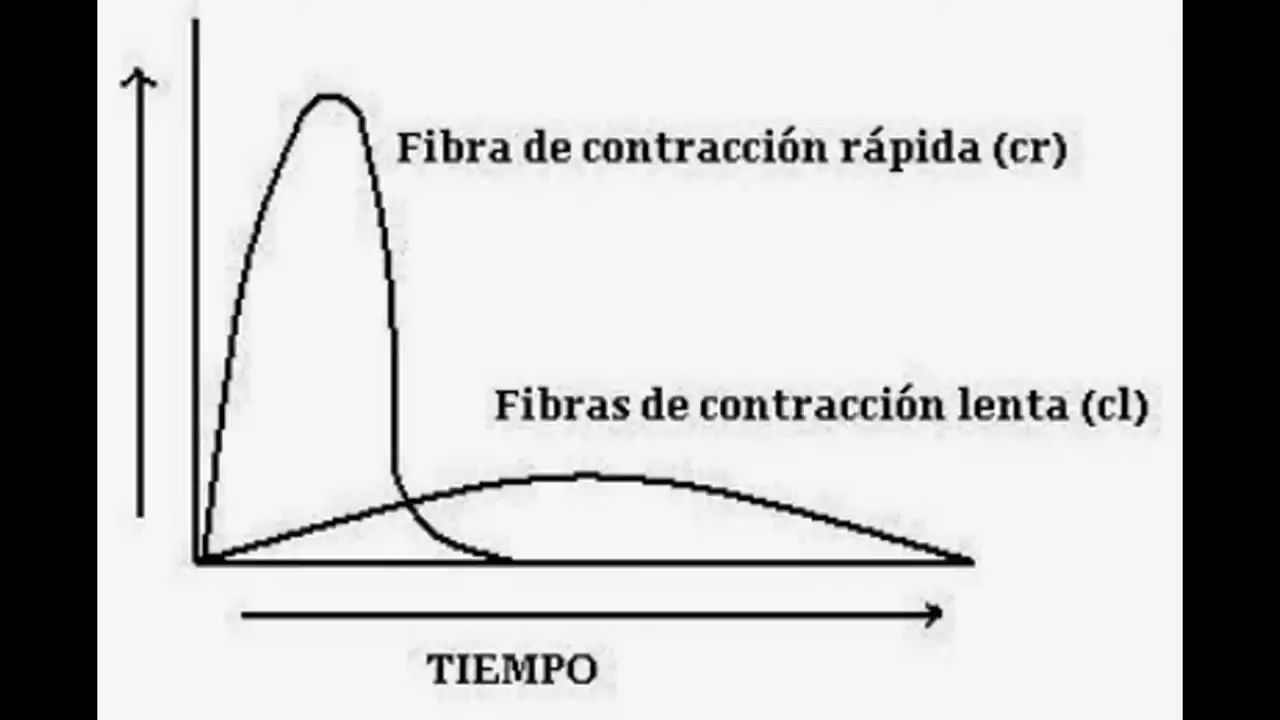 Fibra de contracción rápida (cr)
Fibras de contracción lenta (cl)
TIEMPO